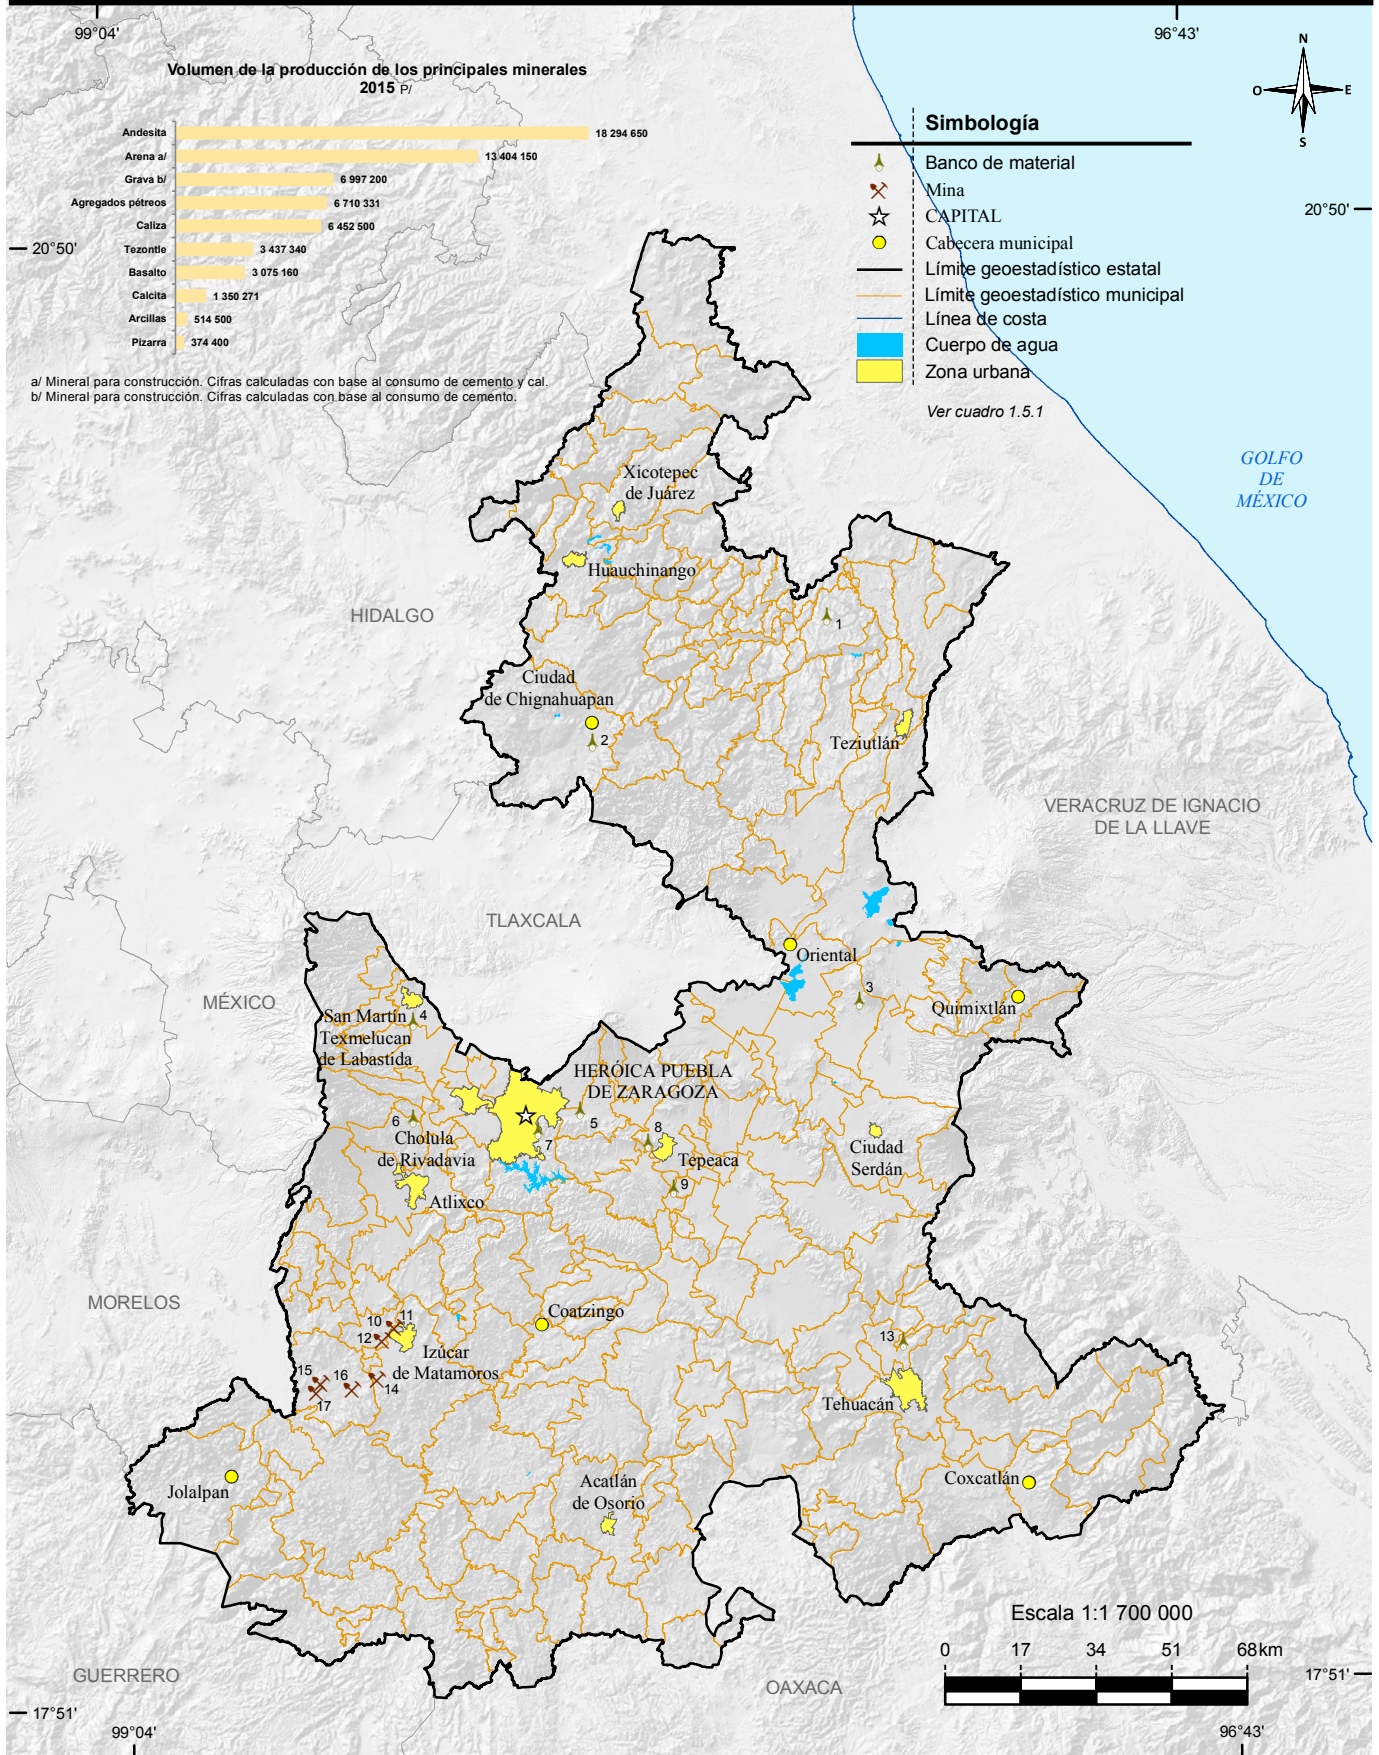 99°04'
96°43'
Volumen de la producción de los principales minerales
2015 P/
Andesita 18 294 650
Arena a/ 13 404 150
Grava b/ 6 997 200
Agregados pétreos 6 710 331
Caliza 6 452 500
Tezontle 3 437 340
Basalto 3 075 160
Calcita 1 350 271
Arcillas 514 500
Pizarra 374 400
a/ Mineral para construcción. Cifras calculadas con base al consumo de cemento y cal.
b/ Mineral para construcción. Cifras calculadas con base al consumo de cemento.
N
O
E
S
Simbología
Banco de material
Mina
CAPITAL
Cabecera municipal
Límite geoestadístico estatal
Límite geoestadístico municipal
Línea de costa
Cuerpo de agua
Zona urbana
Ver cuadro 1.5.1
20°50'
20°50'
GOLFO
DE
MÉXICO
Xicotepec
de Juárez
Huauchinango
HIDALGO
1
Ciudad
de Chignahuapan
2
Teziutlán
VERACRUZ DE IGNACIO
DE LA LLAVE
TLAXCALA
Oriental
3
Quimixtlán
MÉXICO
San Martín
Texmelucan
de Labastida
4
HERÓICA PUEBLA
DE ZARAGOZA
5
6
7
8
Cholula
de Rivadavia
Tepeaca
Ciudad
Serdán
9
Atlixco
MORELOS
Coatzingo
10
11
12
Izúcar
de Matamoros
13
14
15
16
17
Tehuacán
Jolalpan
Acatlán
de Osorio
Coxcatlán
Escala 1:1 700 000
0 17 34 51 68km
GUERRERO
OAXACA
17°51'
17°51'
99°04'
96°43'